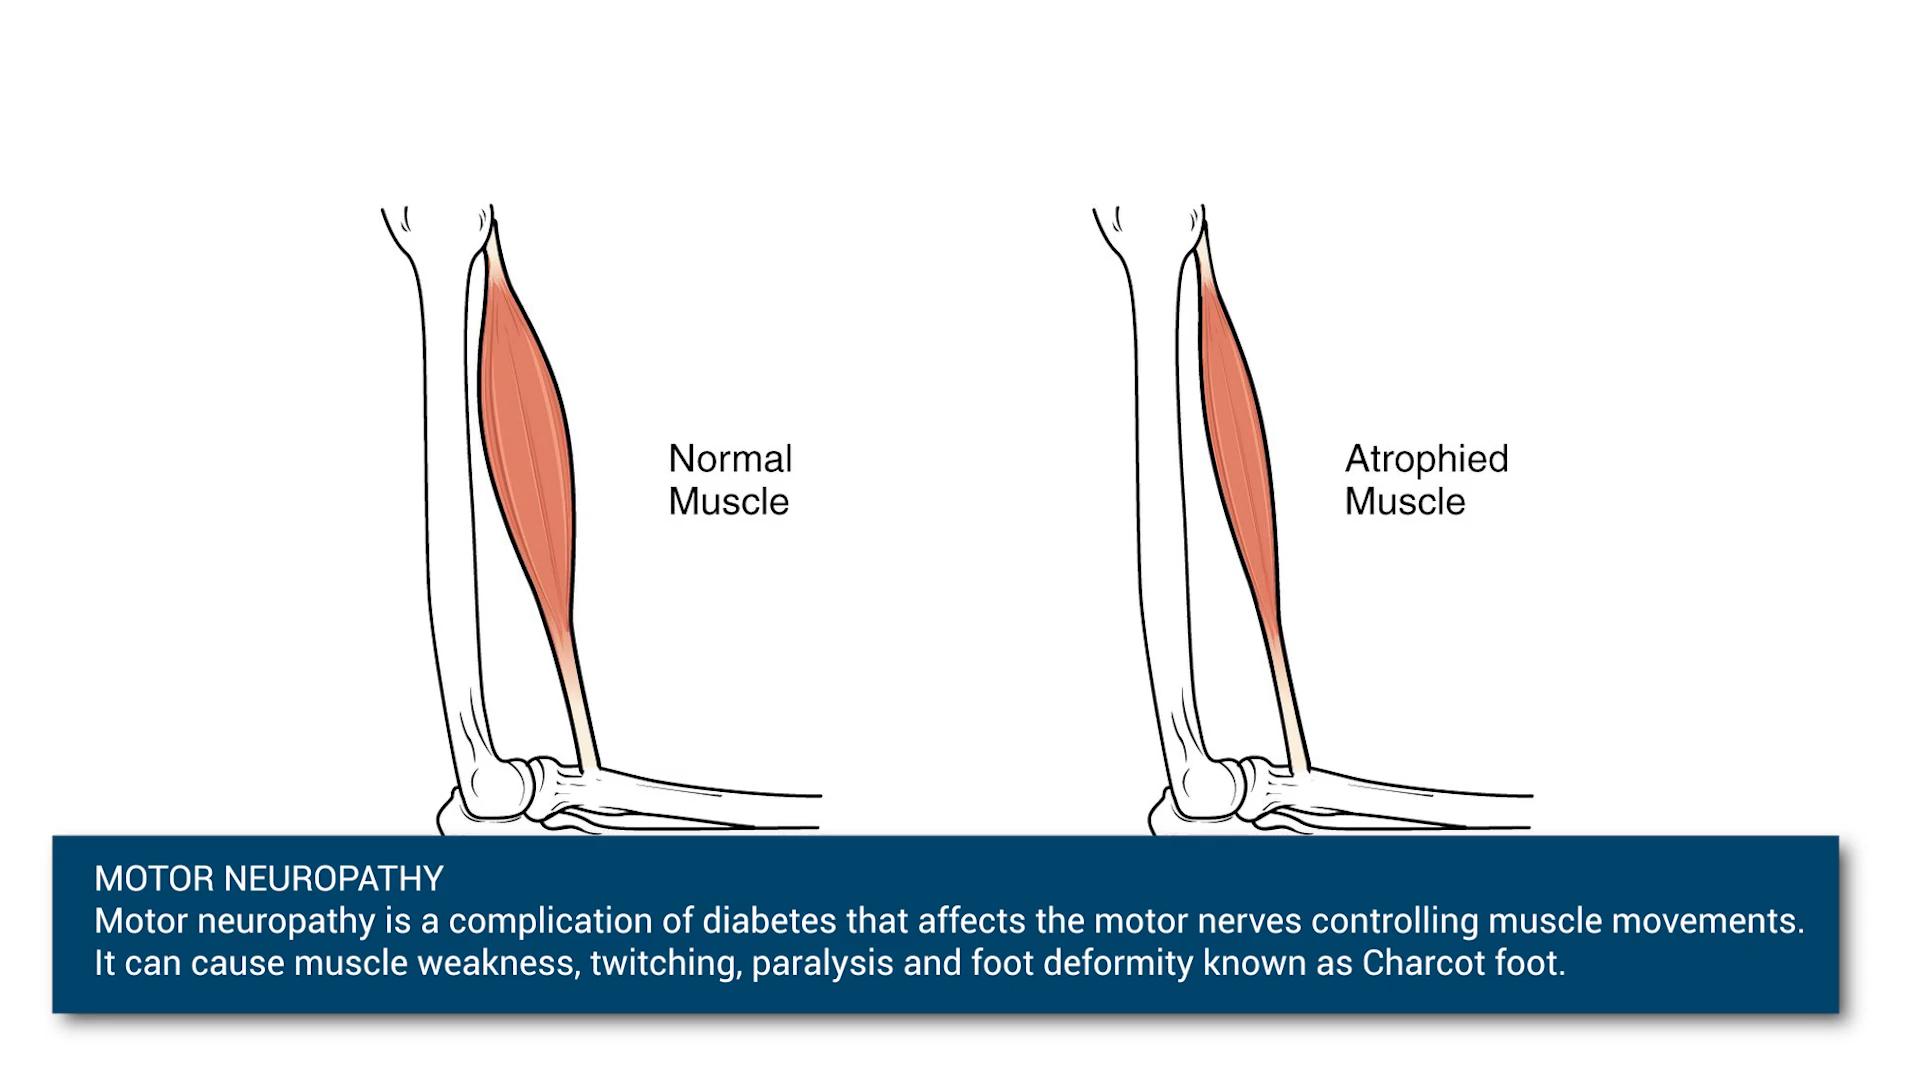 Normal
Muscle
Atrophied
Muscle
MOTOR NEUROPATHY
Motor neuropathy is a complication of diabetes that affects the motor nerves controlling muscle movements.
It can cause muscle weakness, twitching, paralysis and foot deformity known as Charcot foot.